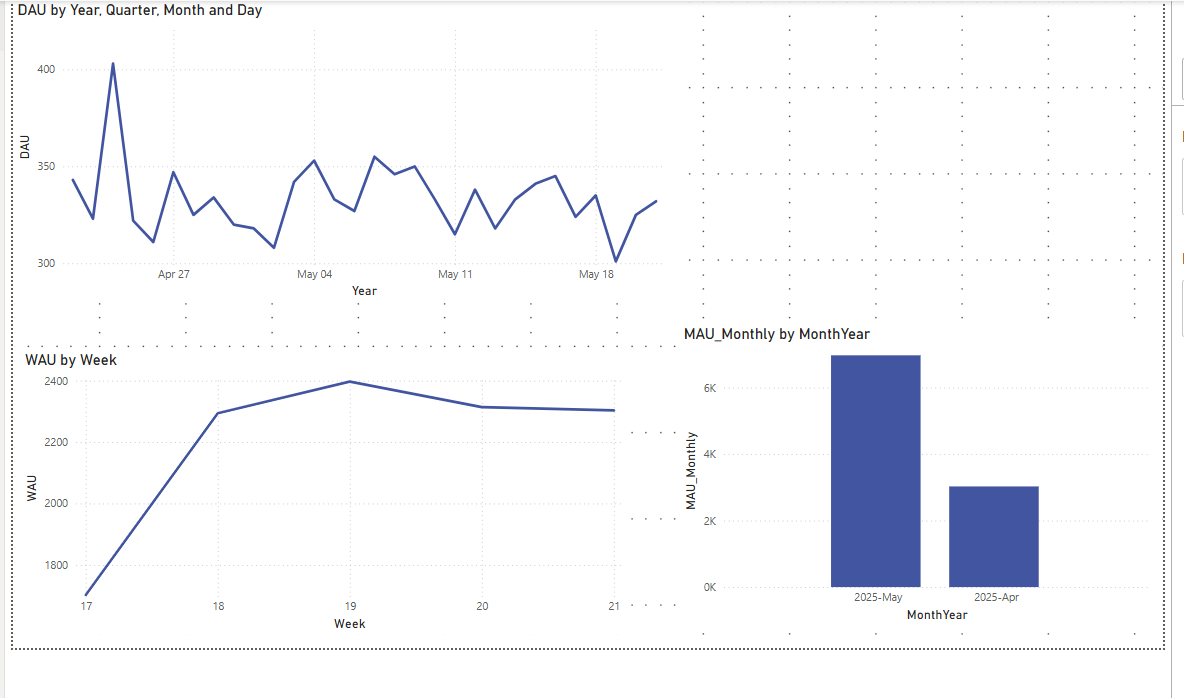 DAU by Year, Quarter, Month and Day
400
350
300
DAU
Apr 27
May 04
May 11
May 18
Year
WAU by Week
2400
2200
2000
1800
WAU
17
18
19
20
21
Week
MAU_Monthly by MonthYear
6K
4K
2K
0K
MAU_Monthly
2025-May
2025-Apr
MonthYear